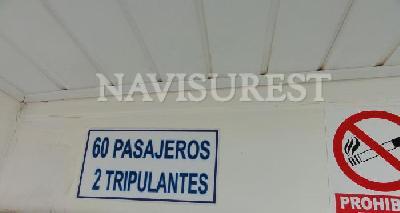 NAVISUREST
60 PASAJEROS
2 TRIPULANTES
PROHIB